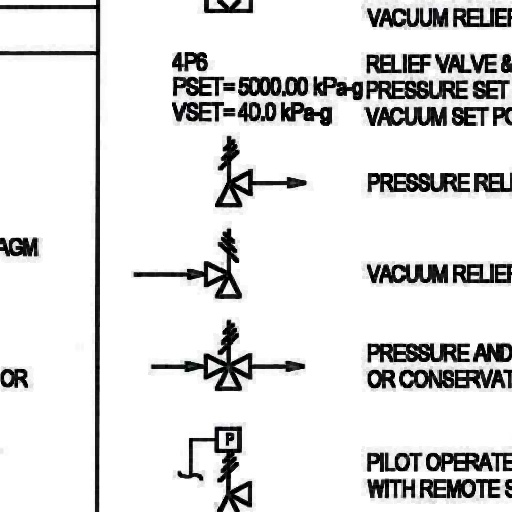 VACUUM RELIEF
4P6
PSET= 5000.00 kPa-g
VSET= 40.0 kPa-g
RELIEF VALVE &
PRESSURE SET
VACUUM SET PO
PRESSURE RELI
AGM
VACUUM RELIEF
PRESSURE AND
OR CONSERVAT
OR
P
PILOT OPERATE
WITH REMOTE S